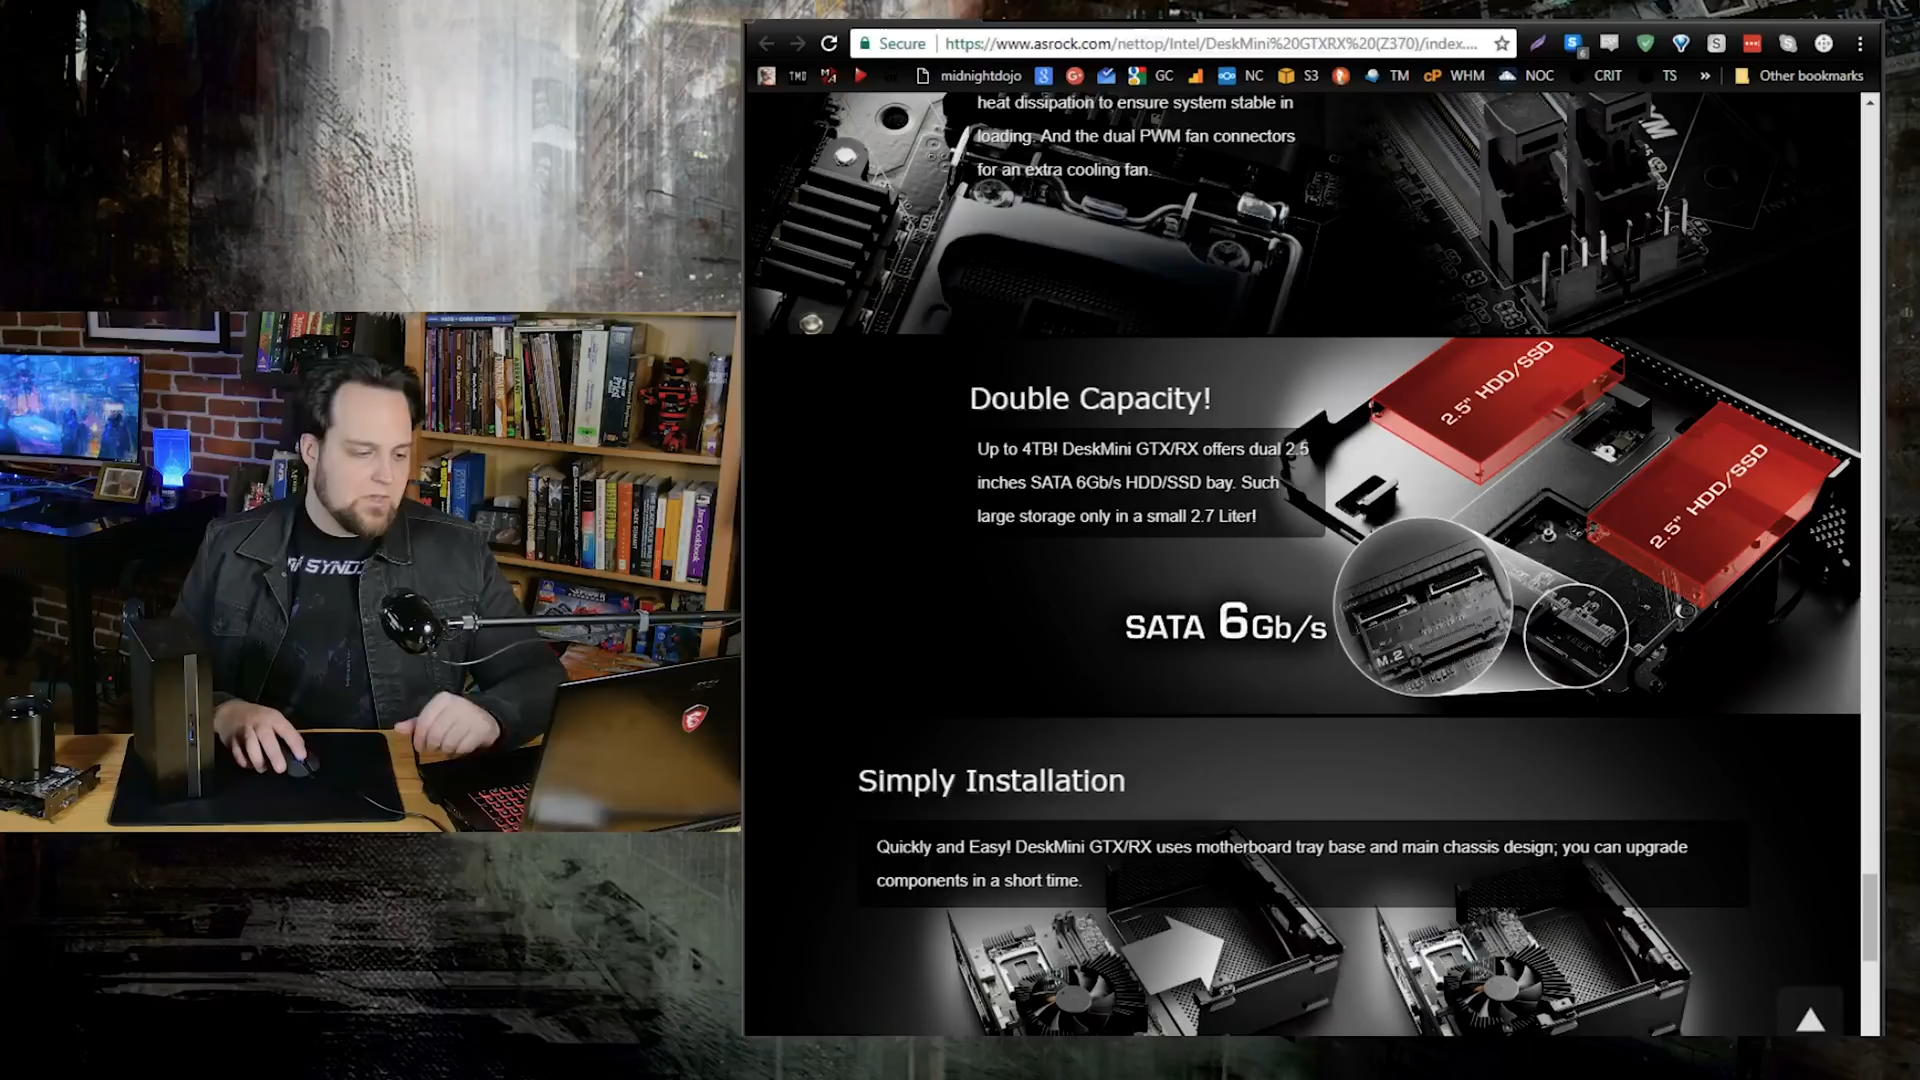 Secure
https://www.asrock.com/nettop/Intel/DeskMini%20GTXRX%20(Z370)/index....
TMD
midnightdojo
GC
NC
S3
TM
cP WHM
NOC
CRIT
TS
»
Other bookmarks
heat dissipation to ensure system stable in
loading. And the dual PWM fan connectors
for an extra cooling fan.
Double Capacity!
Up to 4TB! DeskMini GTX/RX offers dual 2.5
inches SATA 6Gb/s HDD/SSD bay. Such
large storage only in a small 2.7 Liter!
2.5" HDD/SSD
2.5" HDD/SSD
SATA 6Gb/s
M.2
Simply Installation
Quickly and Easy! DeskMini GTX/RX uses motherboard tray base and main chassis design; you can upgrade
components in a short time.
Java Cookbook